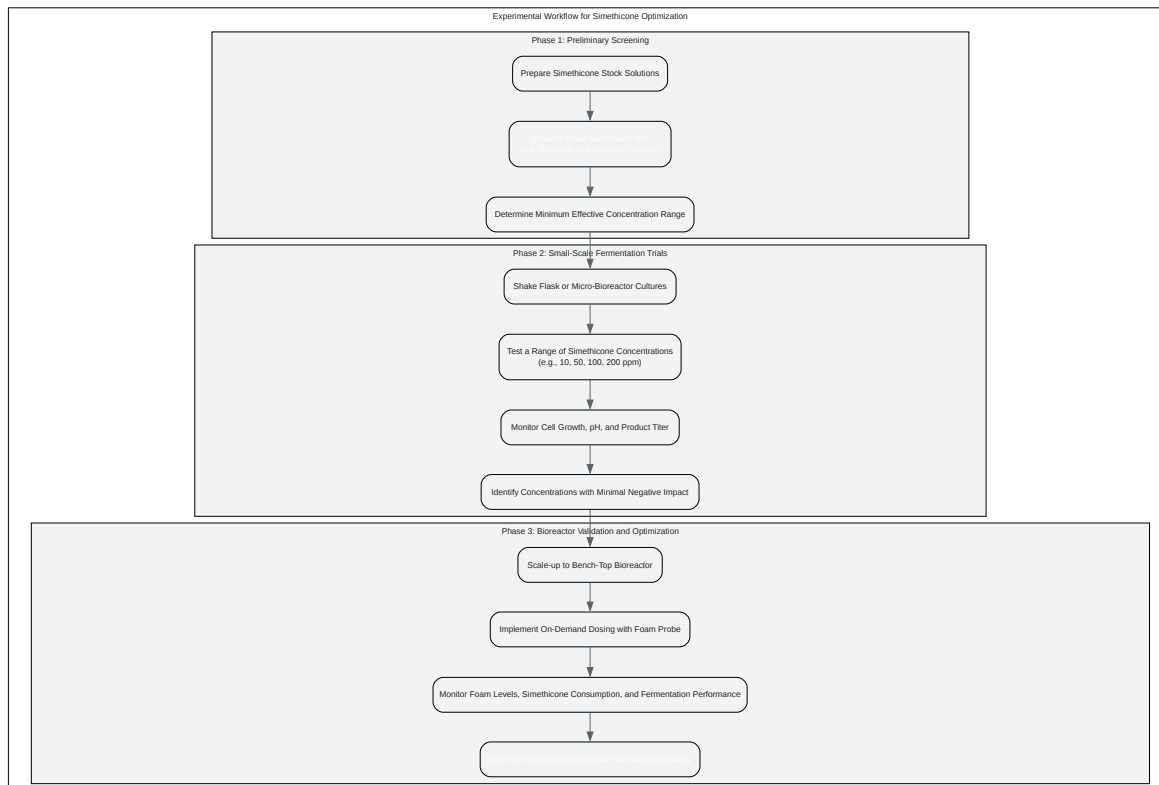 Experimental Workflow for Simethicone Optimization
Phase 1: Preliminary Screening
Prepare Simethicone Stock Solutions
Determine Minimum Effective Concentration Range
Phase 2: Small-Scale Fermentation Trials
Shake Flask or Micro-Bioreactor Cultures
Test a Range of Simethicone Concentrations
(e.g., 10, 50, 100, 200 ppm)
Monitor Cell Growth, pH, and Product Titer
Identify Concentrations with Minimal Negative Impact
Phase 3: Bioreactor Validation and Optimization
Scale-up to Bench-Top Bioreactor
Implement On-Demand Dosing with Foam Probe
Monitor Foam Levels, Simethicone Consumption, and Fermentation Performance